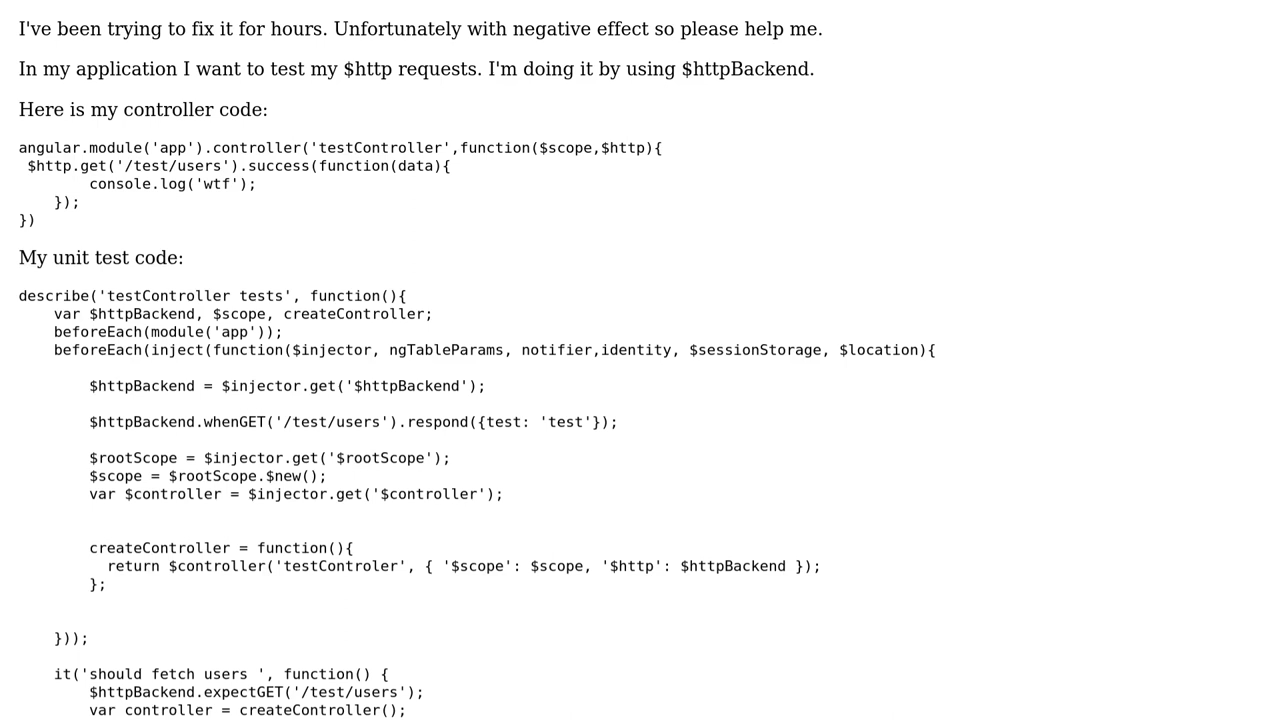 I've been trying to fix it for hours. Unfortunately with negative effect so please help me.
In my application I want to test my $http requests. I'm doing it by using $httpBackend.
Here is my controller code:
angular.module('app').controller('testController',function($scope,$http){
 $http.get('/test/users').success(function(data){
        console.log('wtf');
    });
})
My unit test code:
describe('testController tests', function(){
    var $httpBackend, $scope, createController;
    beforeEach(module('app'));
    beforeEach(inject(function($injector, ngTableParams, notifier,identity, $sessionStorage, $location){
        $httpBackend = $injector.get('$httpBackend');
        $httpBackend.whenGET('/test/users').respond({test: 'test'});
        $rootScope = $injector.get('$rootScope');
        $scope = $rootScope.$new();
        var $controller = $injector.get('$controller');
        createController = function(){
          return $controller('testControler', { '$scope': $scope, '$http': $httpBackend });
        };
    }));
    it('should fetch users ', function() {
        $httpBackend.expectGET('/test/users');
        var controller = createController();